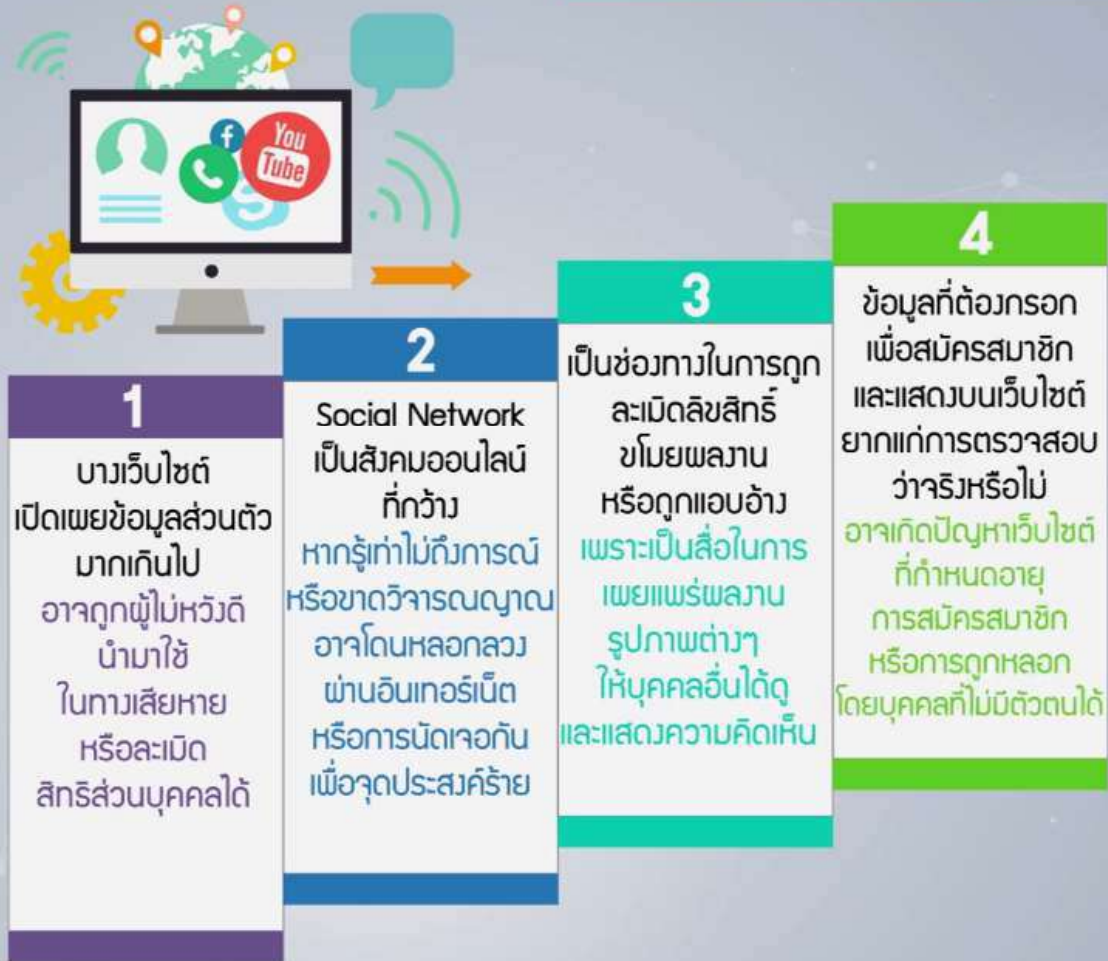 You
Tube
f
S
1
บางเว็บไซต์
เปิดเผยข้อมูลส่วนตัว
มากเกินไป
อาจถูกผู้ไม่หวังดี
นำมาใช้
ในทางเสียหาย
หรือละเมิด
สิทธิส่วนบุคคลได้
2
Social Network
เป็นสังคมออนไลน์
ที่กว้าง
หากรู้เท่าไม่ถึงการณ์
หรือขาดวิจารณญาณ
อาจโดนหลอกลวง
ผ่านอินเทอร์เน็ต
หรือการนัดเจอกัน
เพื่อจุดประสงค์ร้าย
3
เป็นช่องทางในการถูก
ละเมิดลิขสิทธิ์
ขโมยผลงาน
หรือถูกแอบอ้าง
เพราะเป็นสื่อในการ
เผยแพร่ผลงาน
รูปภาพต่างๆ
ให้บุคคลอื่นได้ดู
และแสดงความคิดเห็น
4
ข้อมูลที่ต้องกรอก
เพื่อสมัครสมาชิก
และแสดงบนเว็บไซต์
ยากแก่การตรวจสอบ
ว่าจริงหรือไม่
อาจเกิดปัญหาเว็บไซต์
ที่กำหนดอายุ
การสมัครสมาชิก
หรือการถูกหลอก
โดยบุคคลที่ไม่มีตัวตนได้